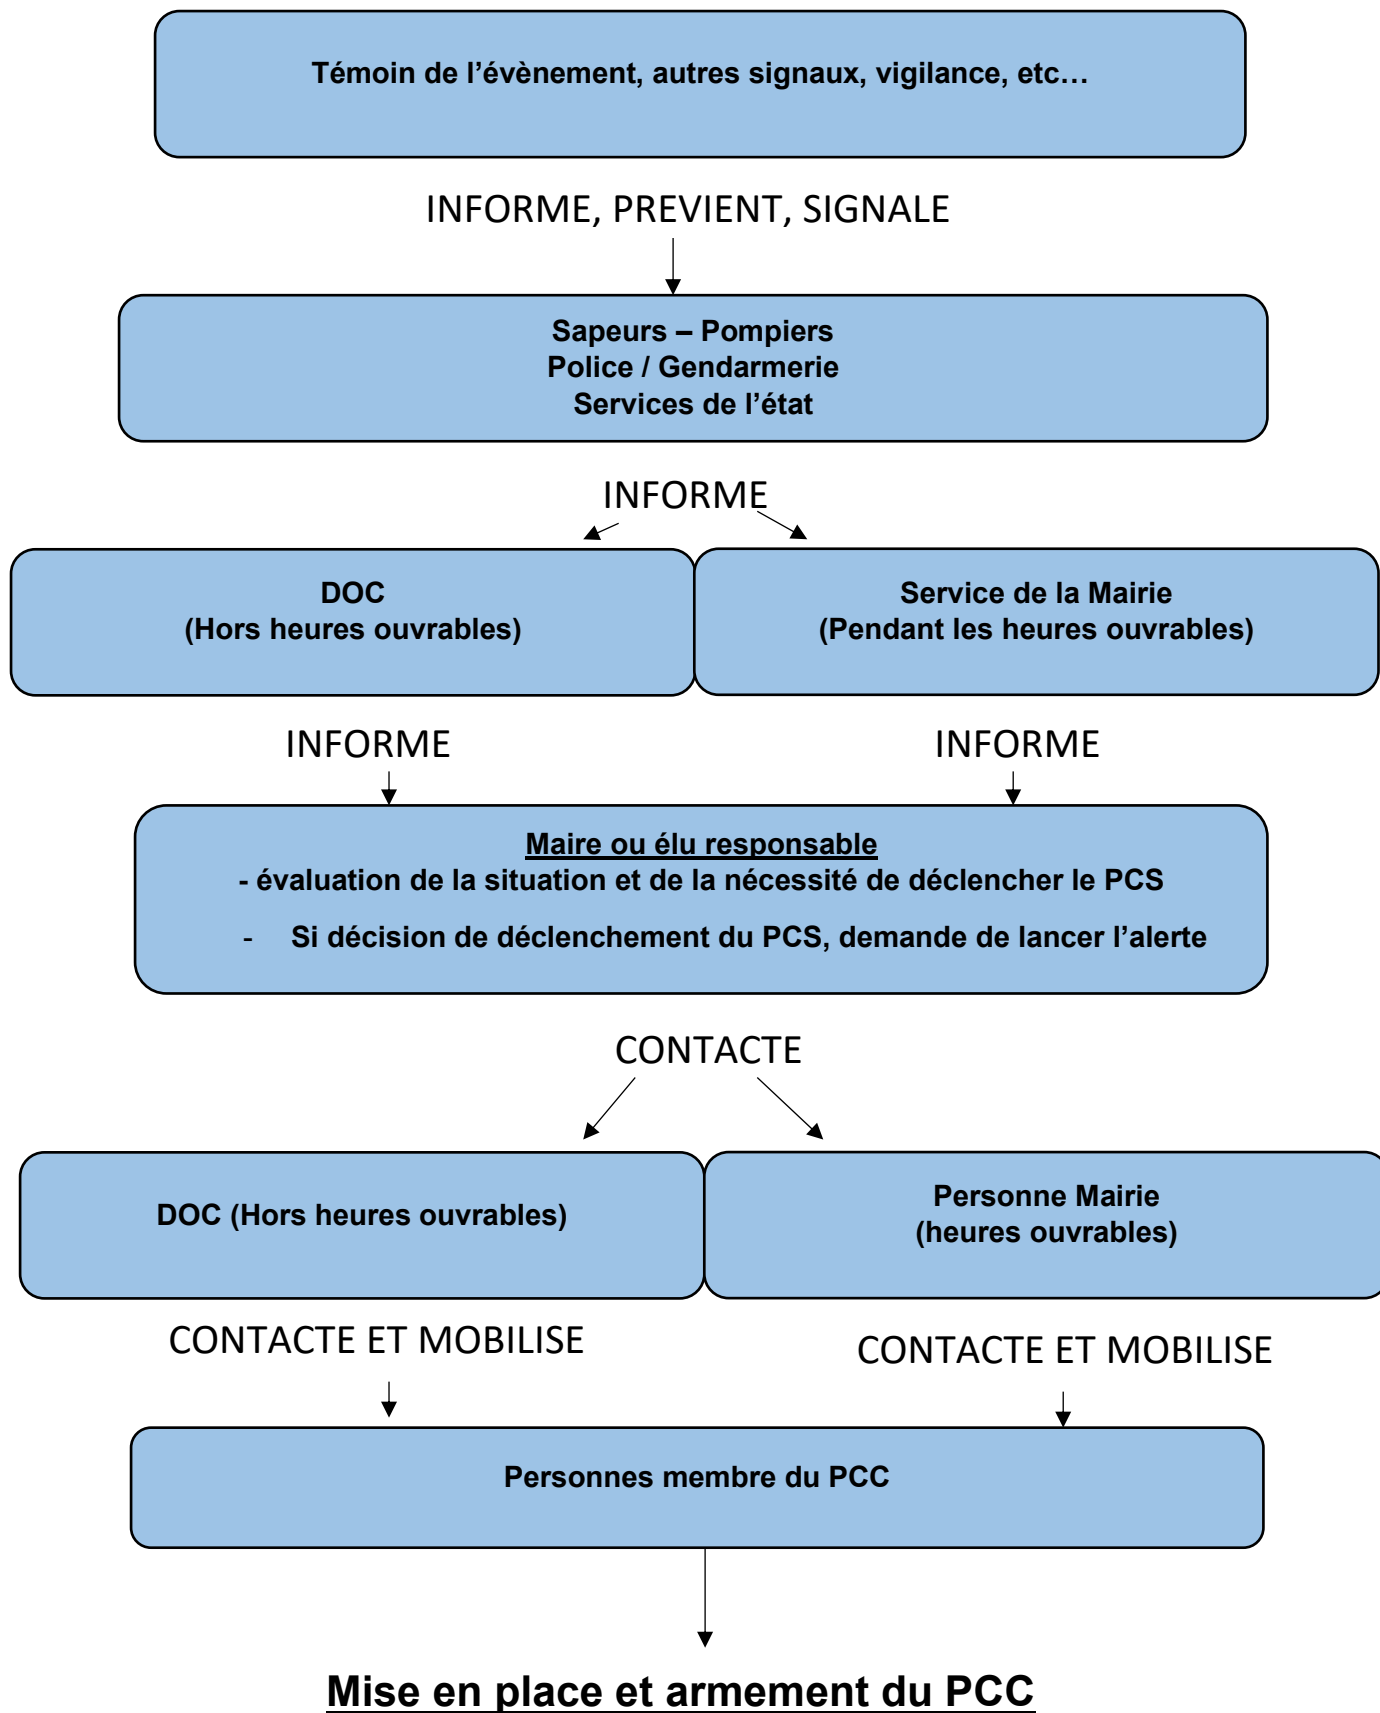 Témoin de l’évènement, autres signaux, vigilance, etc…
INFORME, PREVIENT, SIGNALE
Sapeurs – Pompiers
Police / Gendarmerie
Services de l’état
INFORME
DOC
(Hors heures ouvrables)
Service de la Mairie
(Pendant les heures ouvrables)
INFORME
INFORME
Maire ou élu responsable
- évaluation de la situation et de la nécessité de déclencher le PCS
- Si décision de déclenchement du PCS, demande de lancer l’alerte
CONTACTE
DOC (Hors heures ouvrables)
Personne Mairie
(heures ouvrables)
CONTACTE ET MOBILISE
CONTACTE ET MOBILISE
Personnes membre du PCC
Mise en place et armement du PCC